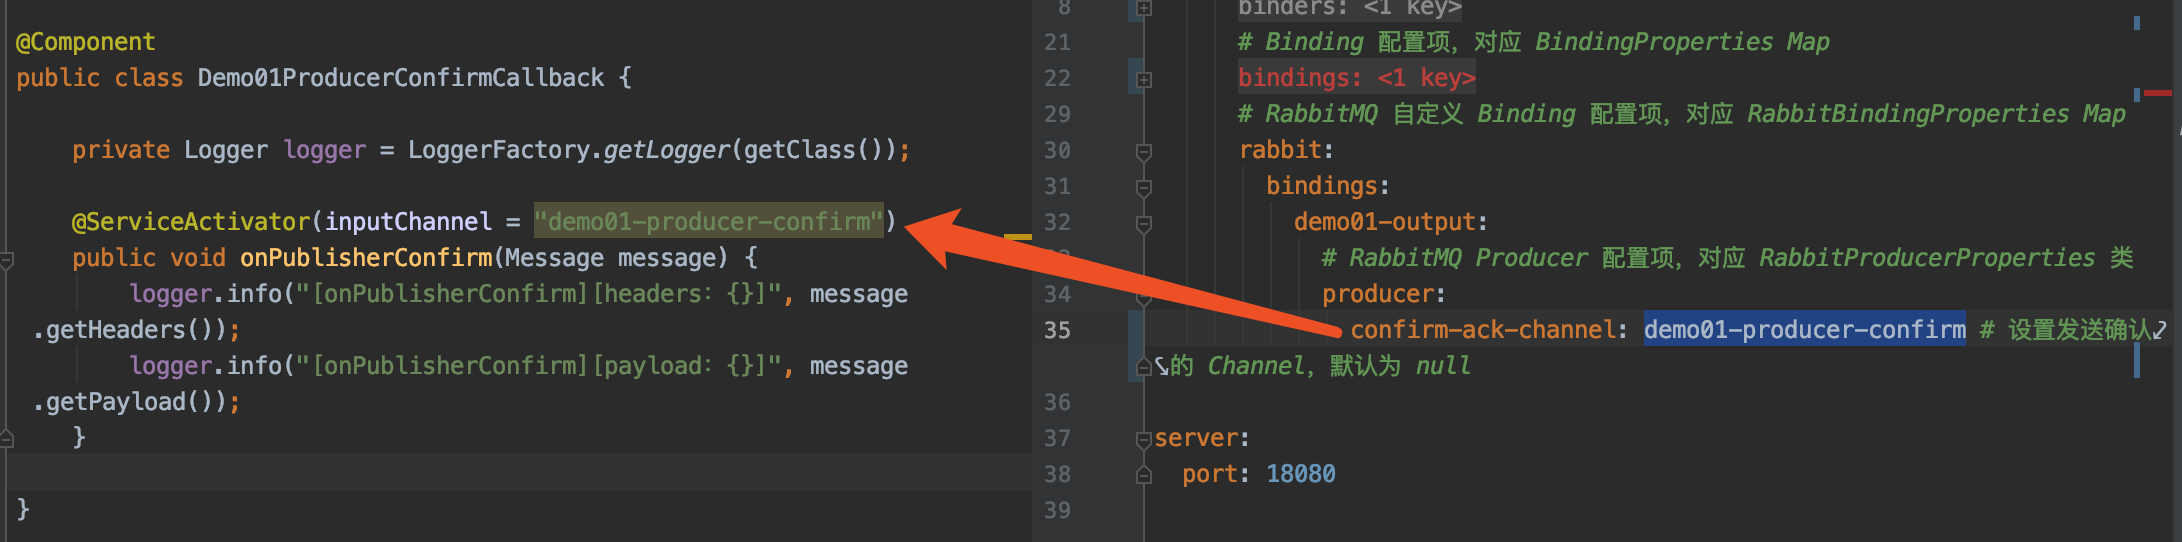 @Component
public class Demo01ProducerConfirmCallback {
private Logger logger = LoggerFactory.getLogger(getClass());
@ServiceActivator(inputChannel = "demo01-producer-confirm")
public void onPublisherConfirm(Message message) {
logger.info("[onPublisherConfirm][headers: {}]", message
.getHeaders());
logger.info("[onPublisherConfirm][payload: {}]", message
.getPayload());
}
}
8 binders: <1 key>
21 # Binding 配置项，对应 BindingProperties Map
22 bindings: <1 key>
29 # RabbitMQ 自定义 Binding 配置项，对应 RabbitBindingProperties Map
30 rabbit:
31 bindings:
32 demo01-output:
# RabbitMQ Producer 配置项，对应 RabbitProducerProperties 类
34 producer:
35 confirm-ack-channel: demo01-producer-confirm # 设置发送确认
的 Channel，默认为 null
36
37 server:
38 port: 18080
39